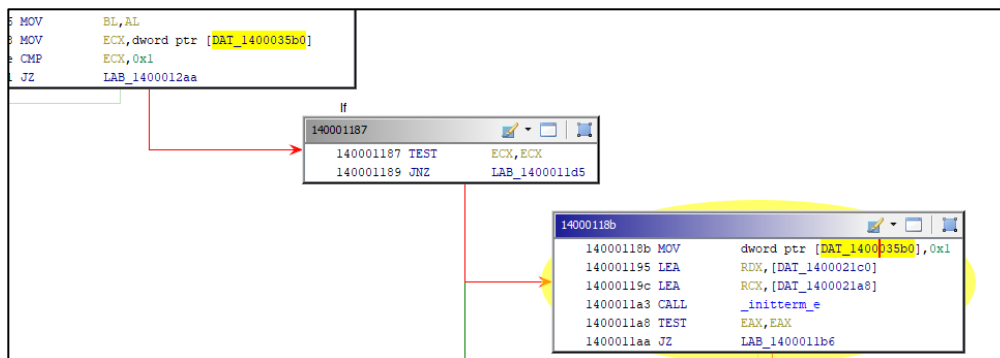 5 MOV BL,AL
3 MOV ECX,dword ptr [DAT_1400035b0]
e CMP ECX,0x1
l JZ LAB_1400012aa
If
140001187
140001187 TEST ECX,ECX
140001189 JNZ LAB_1400011d5
14000118b
14000118b MOV dword ptr [DAT_1400035b0],0x1
140001195 LEA RDX,[DAT_1400021c0]
14000119c LEA RCX,[DAT_1400021a8]
1400011a3 CALL _initterm_e
1400011a8 TEST EAX,EAX
1400011aa JZ LAB_1400011b6